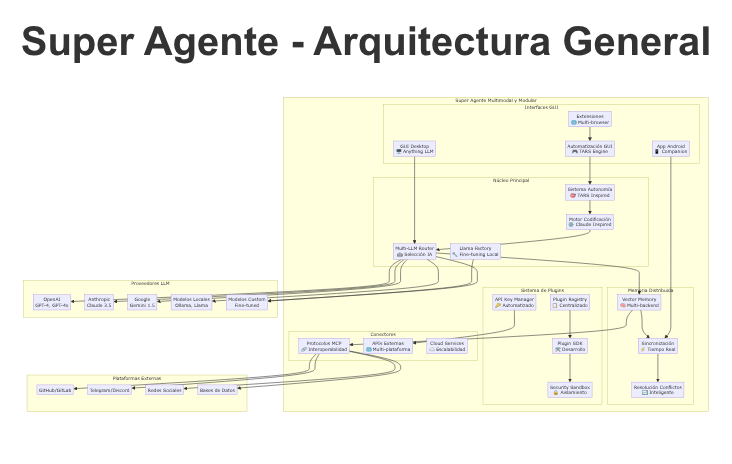 Super Agente - Arquitectura General
Super Agente Multimodal y Modular
Interfaces GUI
Extensiones
Multi-browser
GUI Desktop
Anything LLM
Automatización GUI
TARS Engine
App Android
Companion
Núcleo Principal
Sistema Autonomía
TARS Inspired
Motor Codificación
Claude Inspired
Multi-LLM Router
Selección IA
Llama Factory
Fine-tuning Local
Proveedores LLM
OpenAI
GPT-4, GPT-4o
Anthropic
Claude 3.5
Google
Gemini 1.5
Modelos Locales
Ollama, Llama
Modelos Custom
Fine-tuned
Sistema de Plugins
API Key Manager
Automatizado
Plugin Registry
Centralizado
Plugin SDK
Desarrollo
Security Sandbox
Aislamiento
Memoria Distribuida
Vector Memory
Multi-backend
Sincronización
Tiempo Real
Resolución Conflictos
Inteligente
Conectores
Protocolos MCP
Interoperabilidad
APIs Externas
Multi-plataforma
Cloud Services
Escalabilidad
Plataformas Externas
GitHub/GitLab
Telegram/Discord
Redes Sociales
Bases de Datos